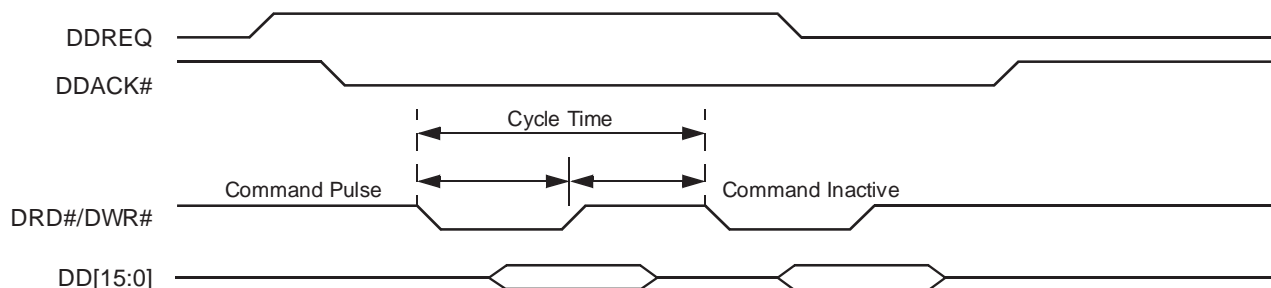 DDREQ
DDACK#
Cycle Time
Command Pulse
Command Inactive
DRD#/DWR#
DD[15:0]